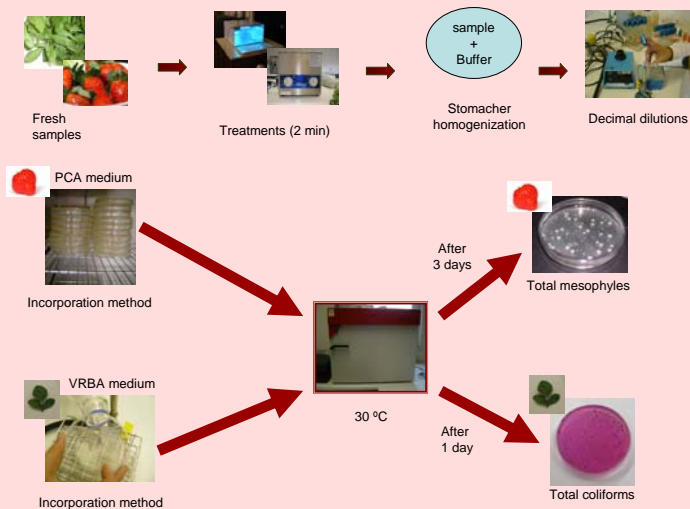 sample
+
Buffer
Fresh
samples
Treatments (2 min)
Stomacher
homogenization
Decimal dilutions
PCA medium
Incorporation method
After
3 days
Total mesophyles
VRBA medium
30 ºC
After
1 day
Incorporation method
Total coliforms